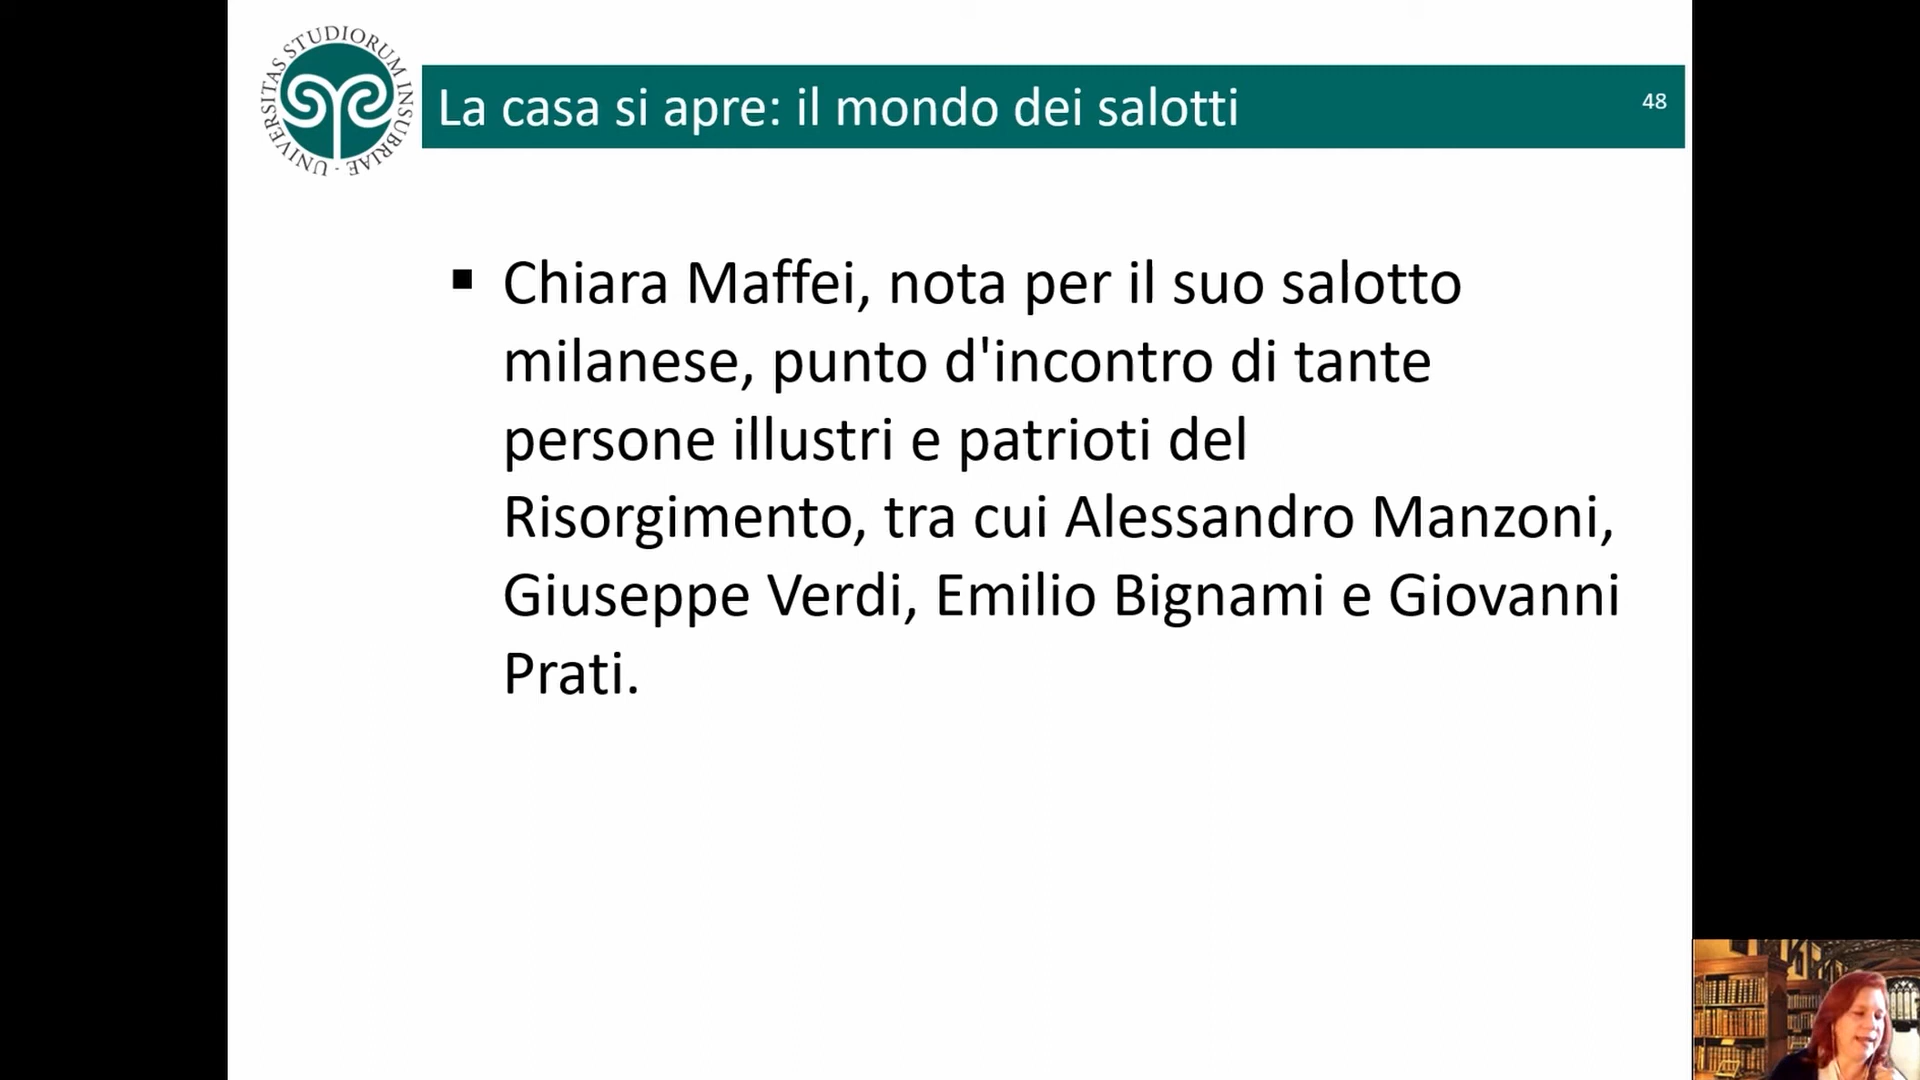 UNIVERSITAS STUDIORUM INSUBRIAE
La casa si apre: il mondo dei salotti
48
▪ Chiara Maffei, nota per il suo salotto
milanese, punto d'incontro di tante
persone illustri e patrioti del
Risorgimento, tra cui Alessandro Manzoni,
Giuseppe Verdi, Emilio Bignami e Giovanni
Prati.